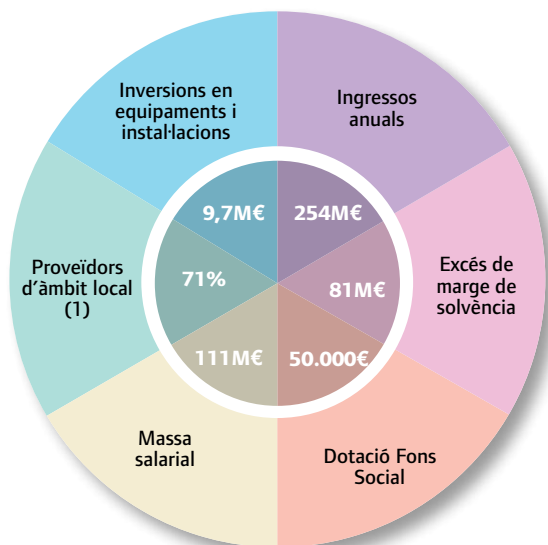 Inversions en
equipaments i
instal·lacions
Ingressos
anuals
9,7M€
254M€
Proveïdors
d'àmbit local
(1)
71%
81M€
Excés de
marge de
solvència
111M€
50.000€
Massa
salarial
Dotació Fons
Social